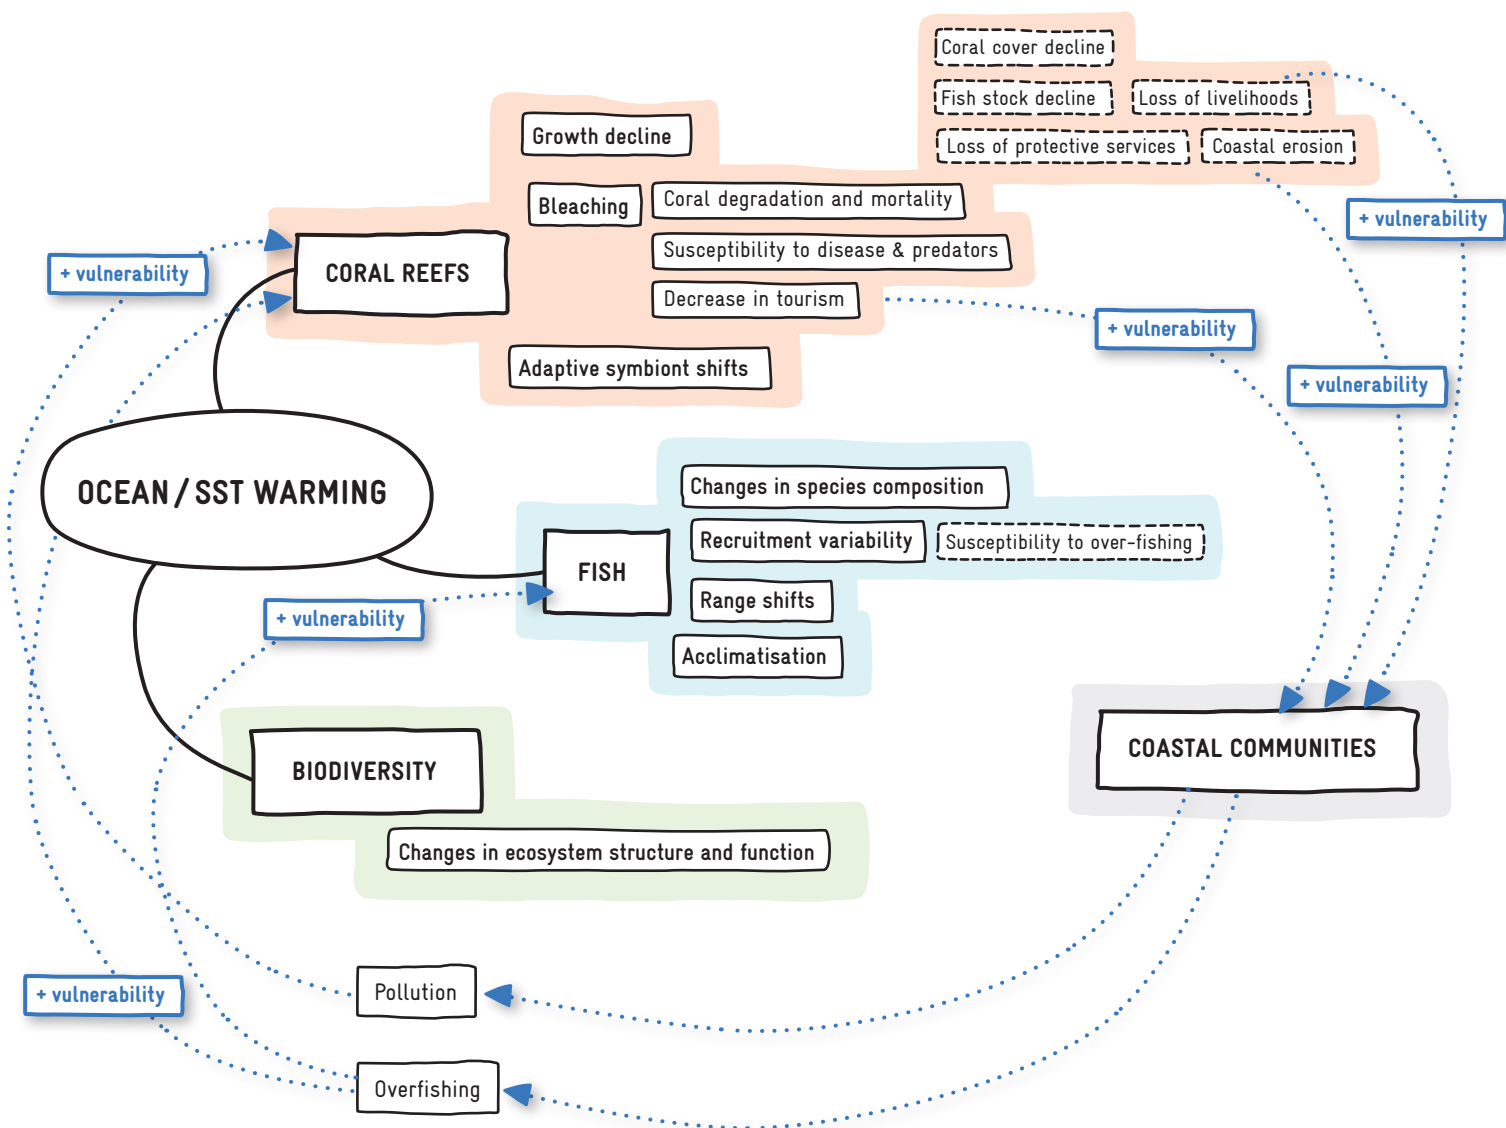 Coral cover decline
Fish stock decline
Loss of livelihoods
Loss of protective services
Coastal erosion
Growth decline
Bleaching
Coral degradation and mortality
Susceptibility to disease & predators
Decrease in tourism
Adaptive symbiont shifts
+ vulnerability
CORAL REEFS
+ vulnerability
+ vulnerability
+ vulnerability
OCEAN / SST WARMING
Changes in species composition
Recruitment variability
Susceptibility to over-fishing
FISH
Range shifts
Acclimatisation
+ vulnerability
BIODIVERSITY
Changes in ecosystem structure and function
COASTAL COMMUNITIES
+ vulnerability
Pollution
Overfishing